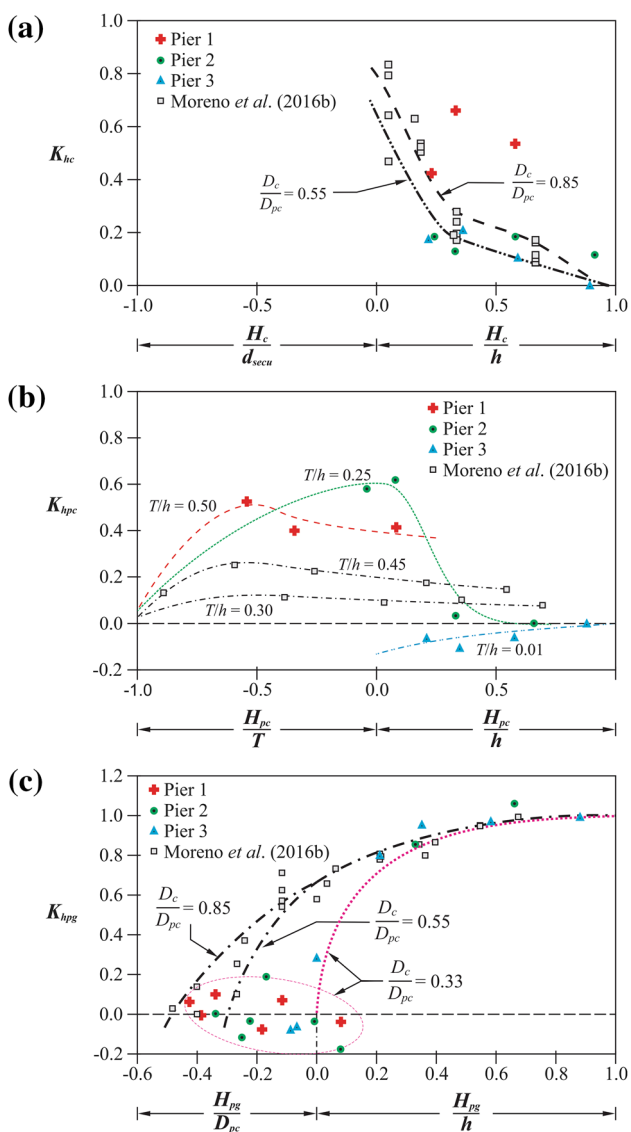 (a)
1.0
0.8
0.6
0.4
0.2
0.0
K_hc
Pier 1
Pier 2
Pier 3
Moreno et al. (2016b)
D_c/D_pc = 0.55
D_c/D_pc = 0.85
-1.0 -0.5 0.0 0.5 1.0
H_c/d_secu H_c/h
(b)
1.0
0.8
0.6
0.4
0.2
0.0
-0.2
K_hpc
Pier 1
Pier 2
Pier 3
Moreno et al. (2016b)
T/h = 0.25
T/h = 0.50
T/h = 0.45
T/h = 0.30
T/h = 0.01
-1.0 -0.5 0.0 0.5
H_pc/T H_pc/h
(c)
1.2
1.0
0.8
0.6
0.4
0.2
0.0
-0.2
K_hpg
Pier 1
Pier 2
Pier 3
Moreno et al. (2016b)
D_c/D_pc = 0.85
D_c/D_pc = 0.55
D_c/D_pc = 0.33
-0.6 -0.4 -0.2 0.0 0.2 0.4 0.6 0.8 1.0
H_pg/D_pc H_pg/h